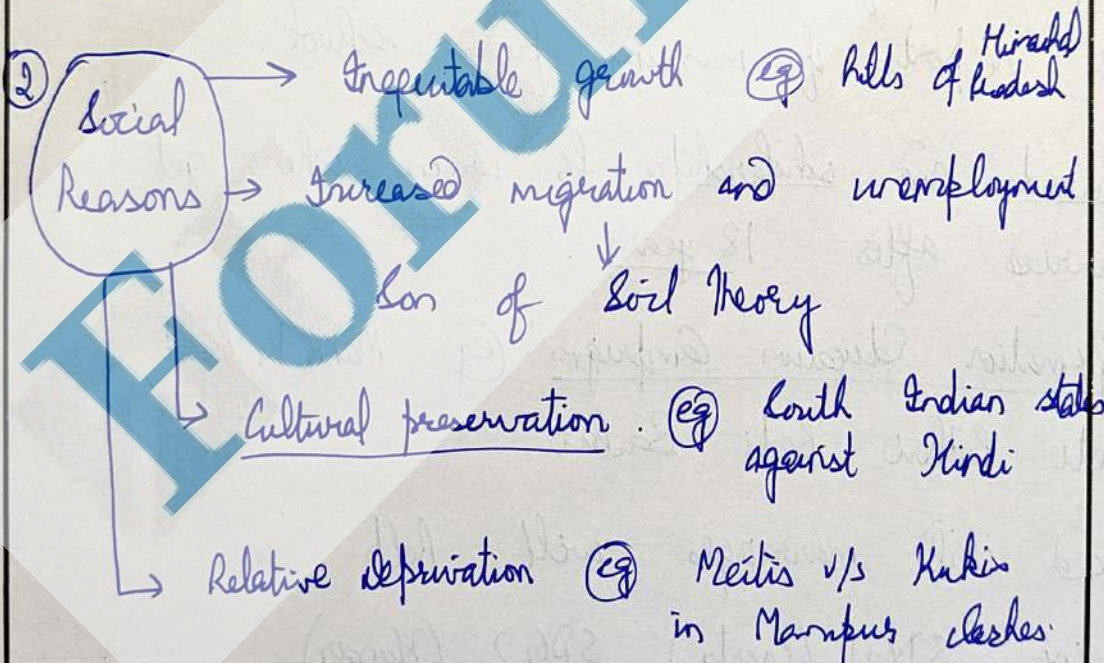 ②
Social
Reasons
→ Inequitable growth eg hills of Himachal
Pradesh
→ Increased migration and unemployment
↓
Son of Soil Theory
→ Cultural preservation. eg South Indian states
against Hindi
→ Relative deprivation eg Meitis v/s Kukis
in Manipur clashes.
Forum